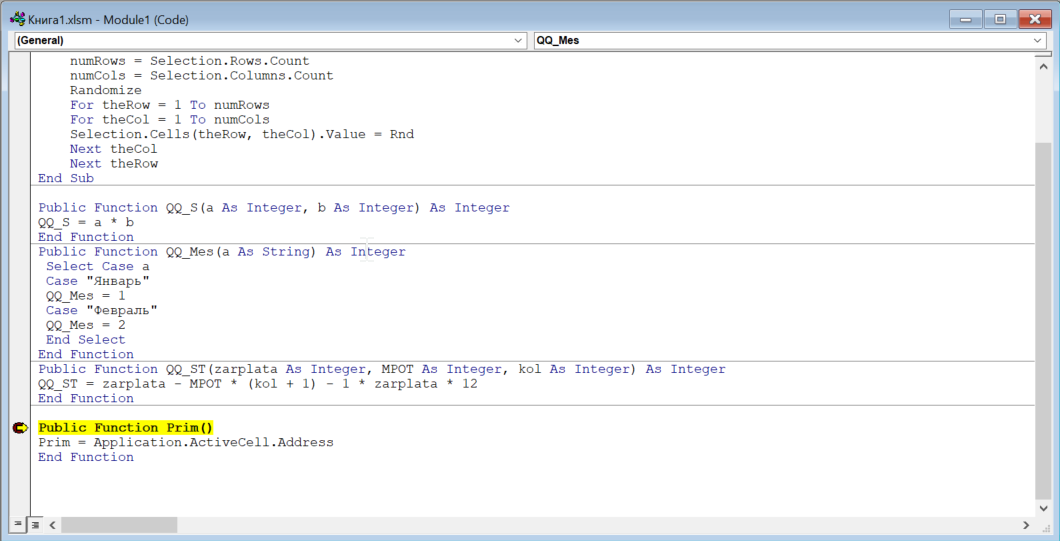 Книга1.xlsm - Module1 (Code)
(General) QQ_Mes
numRows = Selection.Rows.Count
numCols = Selection.Columns.Count
Randomize
For theRow = 1 To numRows
For theCol = 1 To numCols
Selection.Cells(theRow, theCol).Value = Rnd
Next theCol
Next theRow
End Sub
Public Function QQ_S(a As Integer, b As Integer) As Integer
QQ_S = a * b
End Function
Public Function QQ_Mes(a As String) As Integer
Select Case a
Case "Январь"
QQ_Mes = 1
Case "Февраль"
QQ_Mes = 2
End Select
End Function
Public Function QQ_ST(zarplata As Integer, MPOT As Integer, kol As Integer) As Integer
QQ_ST = zarplata - MPOT * (kol + 1) - 1 * zarplata * 12
End Function
Public Function Prim()
Prim = Application.ActiveCell.Address
End Function